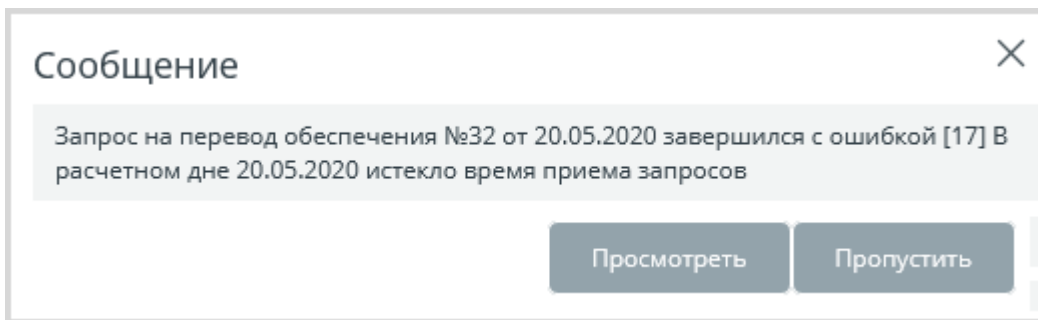 Сообщение
Запрос на перевод обеспечения №32 от 20.05.2020 завершился с ошибкой [17] В
расчетном дне 20.05.2020 истекло время приема запросов
Просмотреть Пропустить